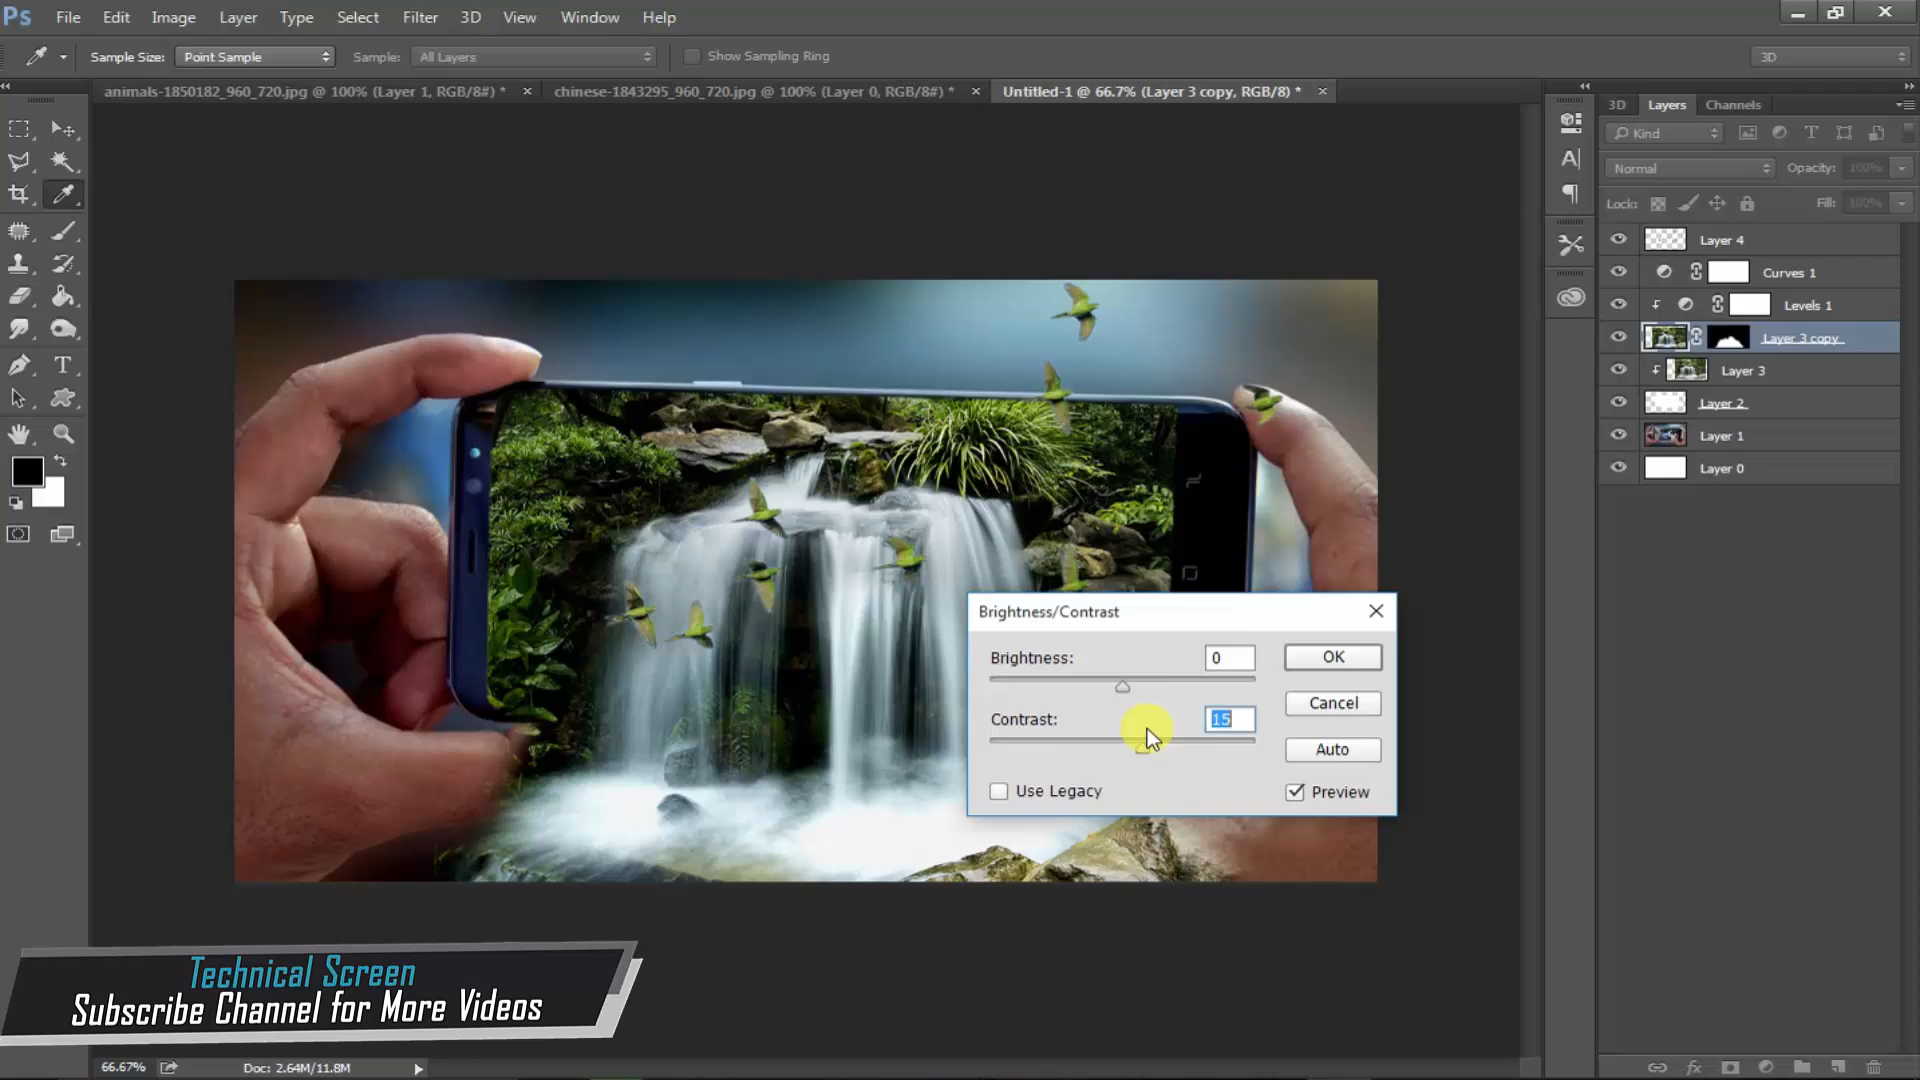 Ps File Edit Image Layer Type Select Filter 3D View Window Help
Sample Size: Point Sample Sample: All Layers Show Sampling Ring 3D
animals-1850182_960_720.jpg @ 100% (Layer 1, RGB/8#) * × chinese-1843295_960_720.jpg @ 100% (Layer 0, RGB/8#) * × Untitled-1 @ 66.7% (Layer 3 copy, RGB/8) * ×
3D Layers Channels
Kind
Normal Opacity: 100%
Lock: Fill: 100%
Layer 4
Curves 1
Levels 1
Layer 3 copy
Layer 3
Layer 2
Layer 1
Layer 0
Brightness/Contrast
Brightness: 0 OK
Cancel
Contrast: 15
Auto
Use Legacy Preview
Technical Screen
Subscribe Channel for More Videos
66.67% Doc: 2.64M/11.8M